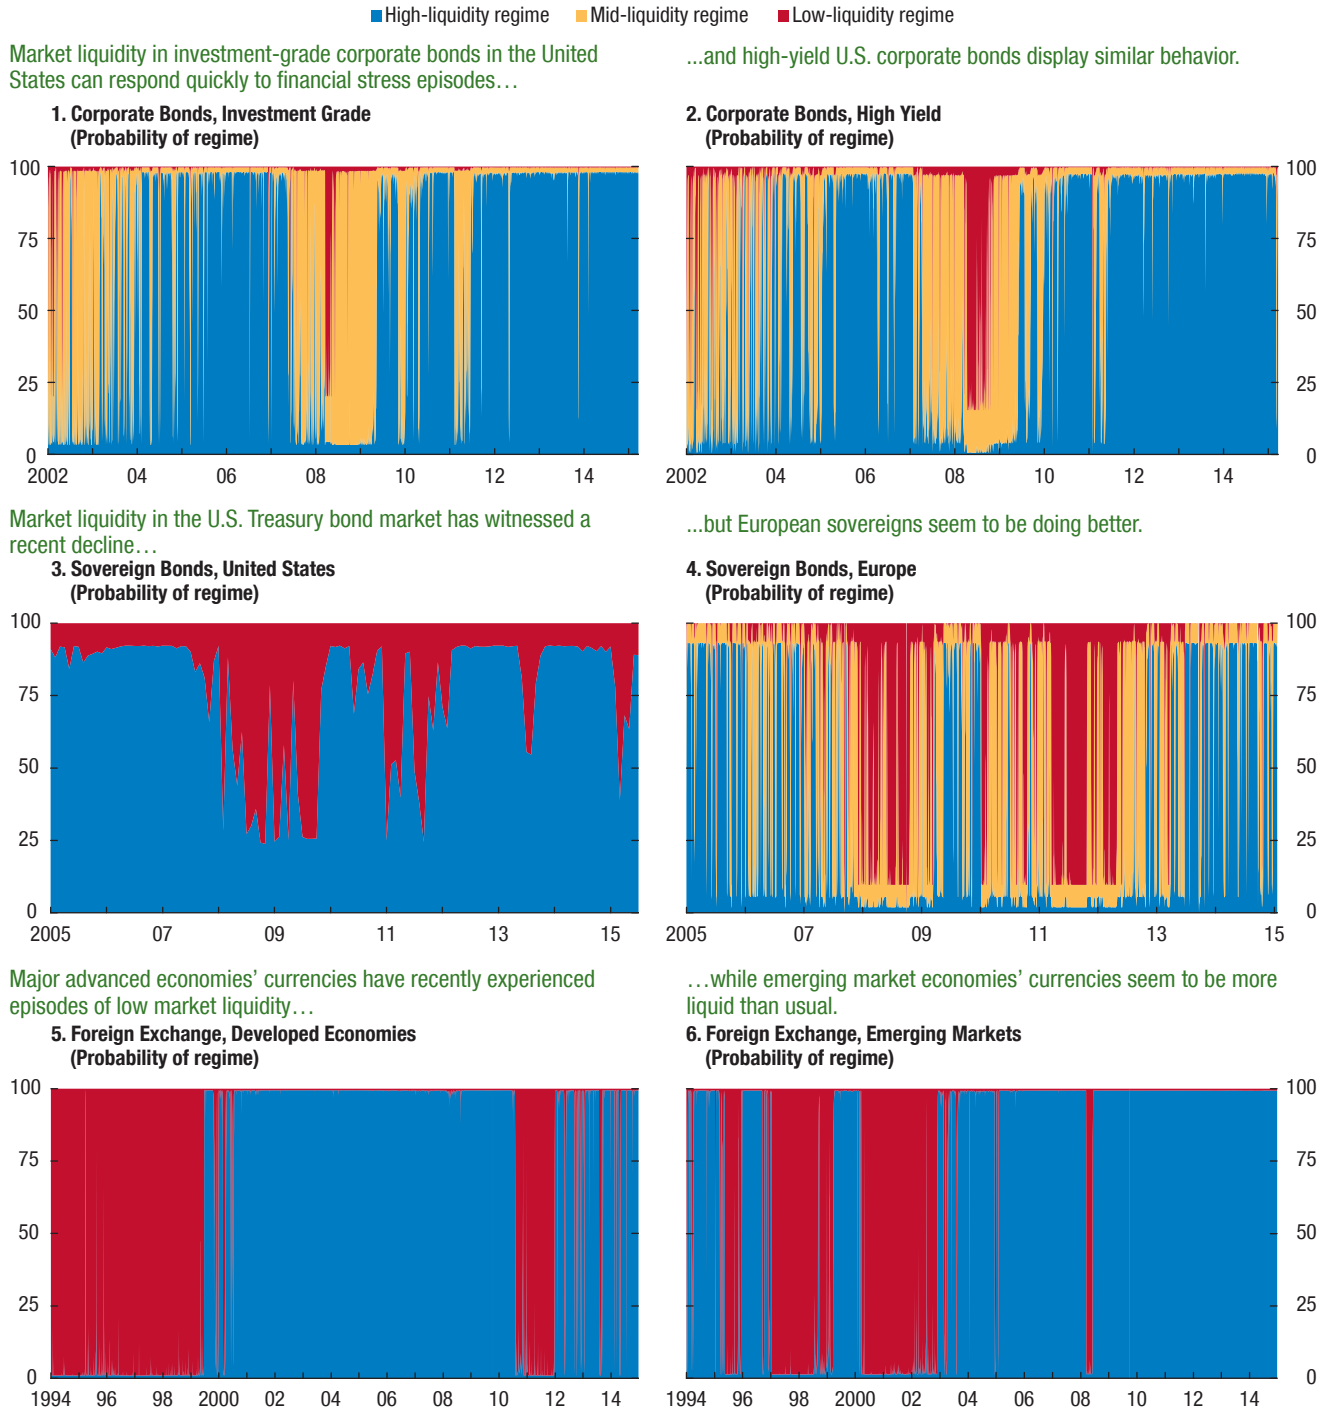 High-liquidity regime Mid-liquidity regime Low-liquidity regime
Market liquidity in investment-grade corporate bonds in the United
States can respond quickly to financial stress episodes…
1. Corporate Bonds, Investment Grade
(Probability of regime)
100
75
50
25
0
2002 04 06 08 10 12 14
...and high-yield U.S. corporate bonds display similar behavior.
2. Corporate Bonds, High Yield
(Probability of regime)
100
75
50
25
0
2002 04 06 08 10 12 14
Market liquidity in the U.S. Treasury bond market has witnessed a
recent decline…
3. Sovereign Bonds, United States
(Probability of regime)
100
75
50
25
0
2005 07 09 11 13 15
...but European sovereigns seem to be doing better.
4. Sovereign Bonds, Europe
(Probability of regime)
100
75
50
25
0
2005 07 09 11 13 15
Major advanced economies’ currencies have recently experienced
episodes of low market liquidity…
5. Foreign Exchange, Developed Economies
(Probability of regime)
100
75
50
25
0
1994 96 98 2000 02 04 06 08 10 12 14
…while emerging market economies’ currencies seem to be more
liquid than usual.
6. Foreign Exchange, Emerging Markets
(Probability of regime)
100
75
50
25
0
1994 96 98 2000 02 04 06 08 10 12 14